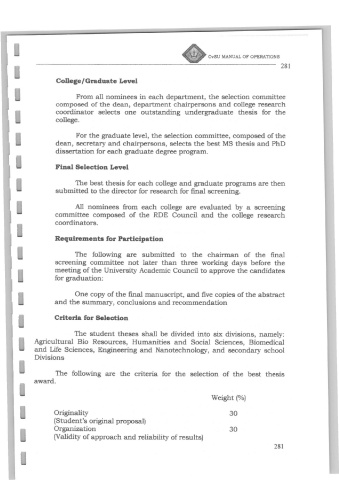 CvSU MANUAL OF OPERATIONS
281
College/Graduate Level
From all nominees in each department, the selection committee
composed of the dean, department chairpersons and college research
coordinator selects one outstanding undergraduate thesis for the
college.
For the graduate level, the selection committee, composed of the
dean, secretary and chairpersons, selects the best MS thesis and PhD
dissertation for each graduate degree program.
Final Selection Level
The best thesis for each college and graduate programs are then
submitted to the director for research for final screening.
All nominees from each college are evaluated by a screening
committee composed of the RDE Council and the college research
coordinators.
Requirements for Participation
The following are submitted to the chairman of the final
screening committee not later than three working days before the
meeting of the University Academic Council to approve the candidates
for graduation:
One copy of the final manuscript, and five copies of the abstract
and the summary, conclusions and recommendation
Criteria for Selection
The student theses shall be divided into six divisions, namely:
Agricultural Bio Resources, Humanities and Social Sciences, Biomedical
and Life Sciences, Engineering and Nanotechnology, and secondary school
Divisions
The following are the criteria for the selection of the best thesis
award.
Weight (%)
Originality 30
(Student's original proposal)
Organization 30
(Validity of approach and reliability of results)
281